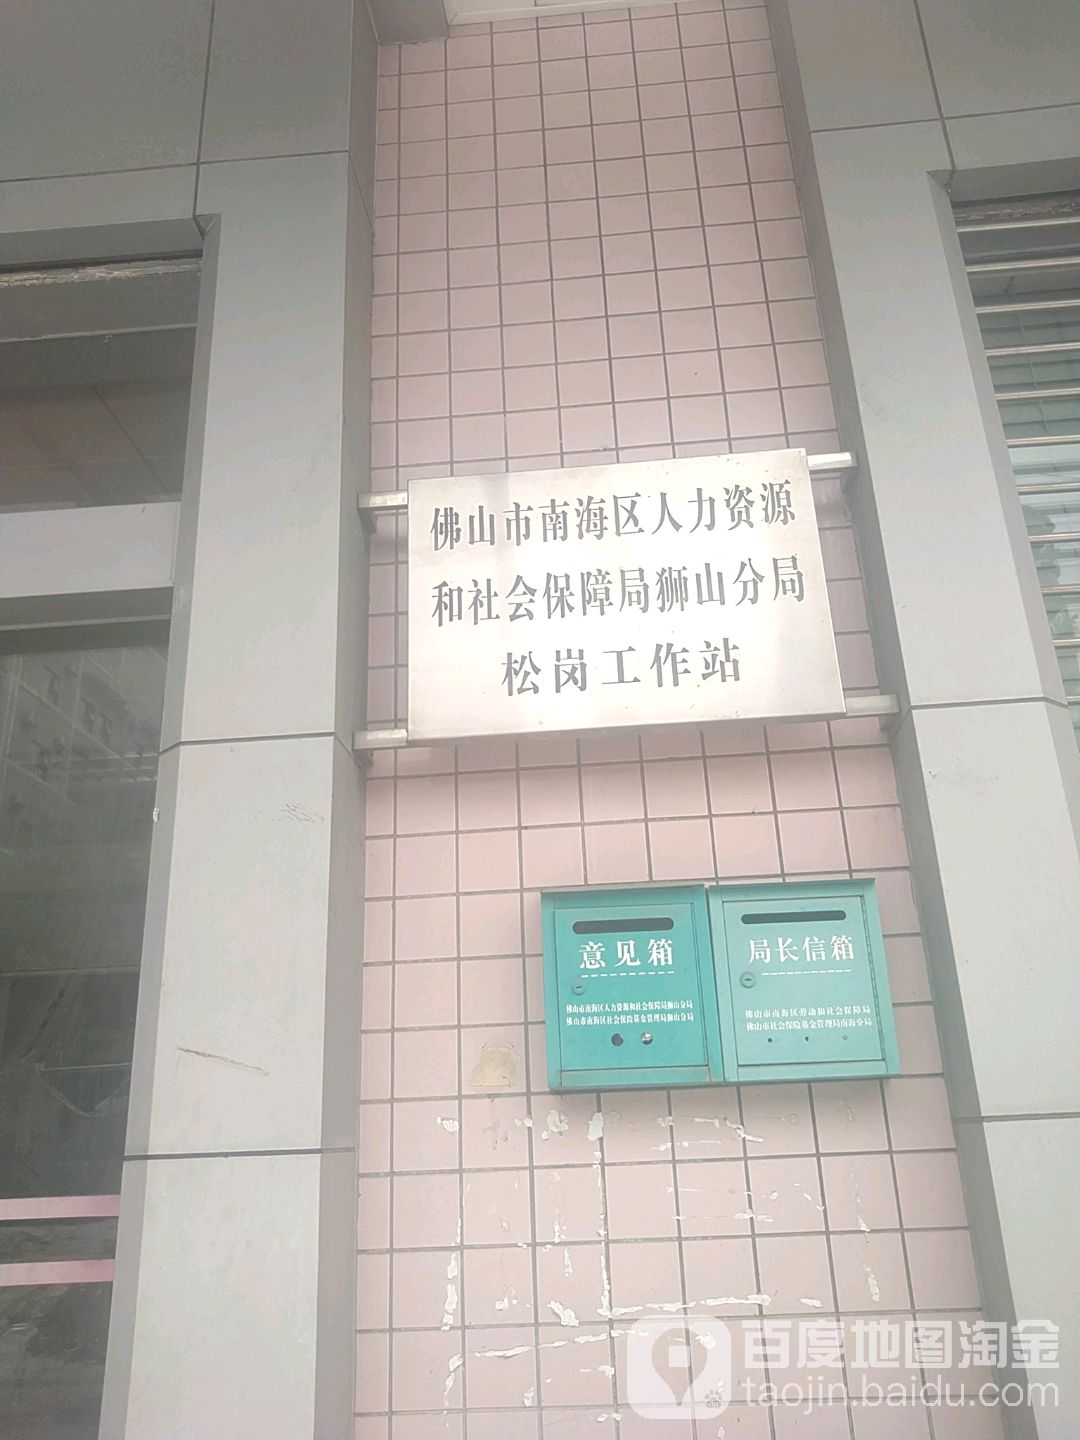 佛山市南海区人力资源
和社会保障局狮山分局
松岗工作站
意见箱
佛山市南海区人力资源和社会保障局狮山分局
佛山市南海区社会保险基金管理局狮山分局
局长信箱
佛山市南海区劳动和社会保障局
佛山市社会保险基金管理局南海分局
百度地图淘金
taojin.baidu.com